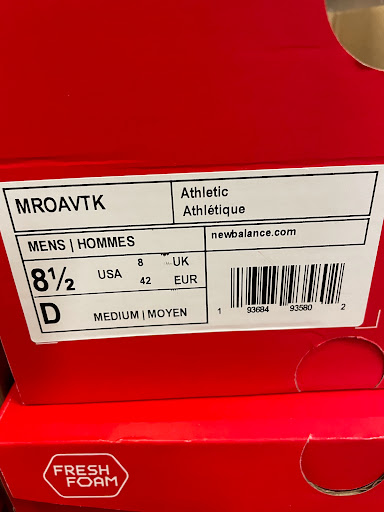 MROAVTK
Athletic
Athlétique
MENS | HOMMES
newbalance.com
8½ USA 8 UK
42 EUR
D MEDIUM | MOYEN
1 93684 93580 2
FRESH
FOAM